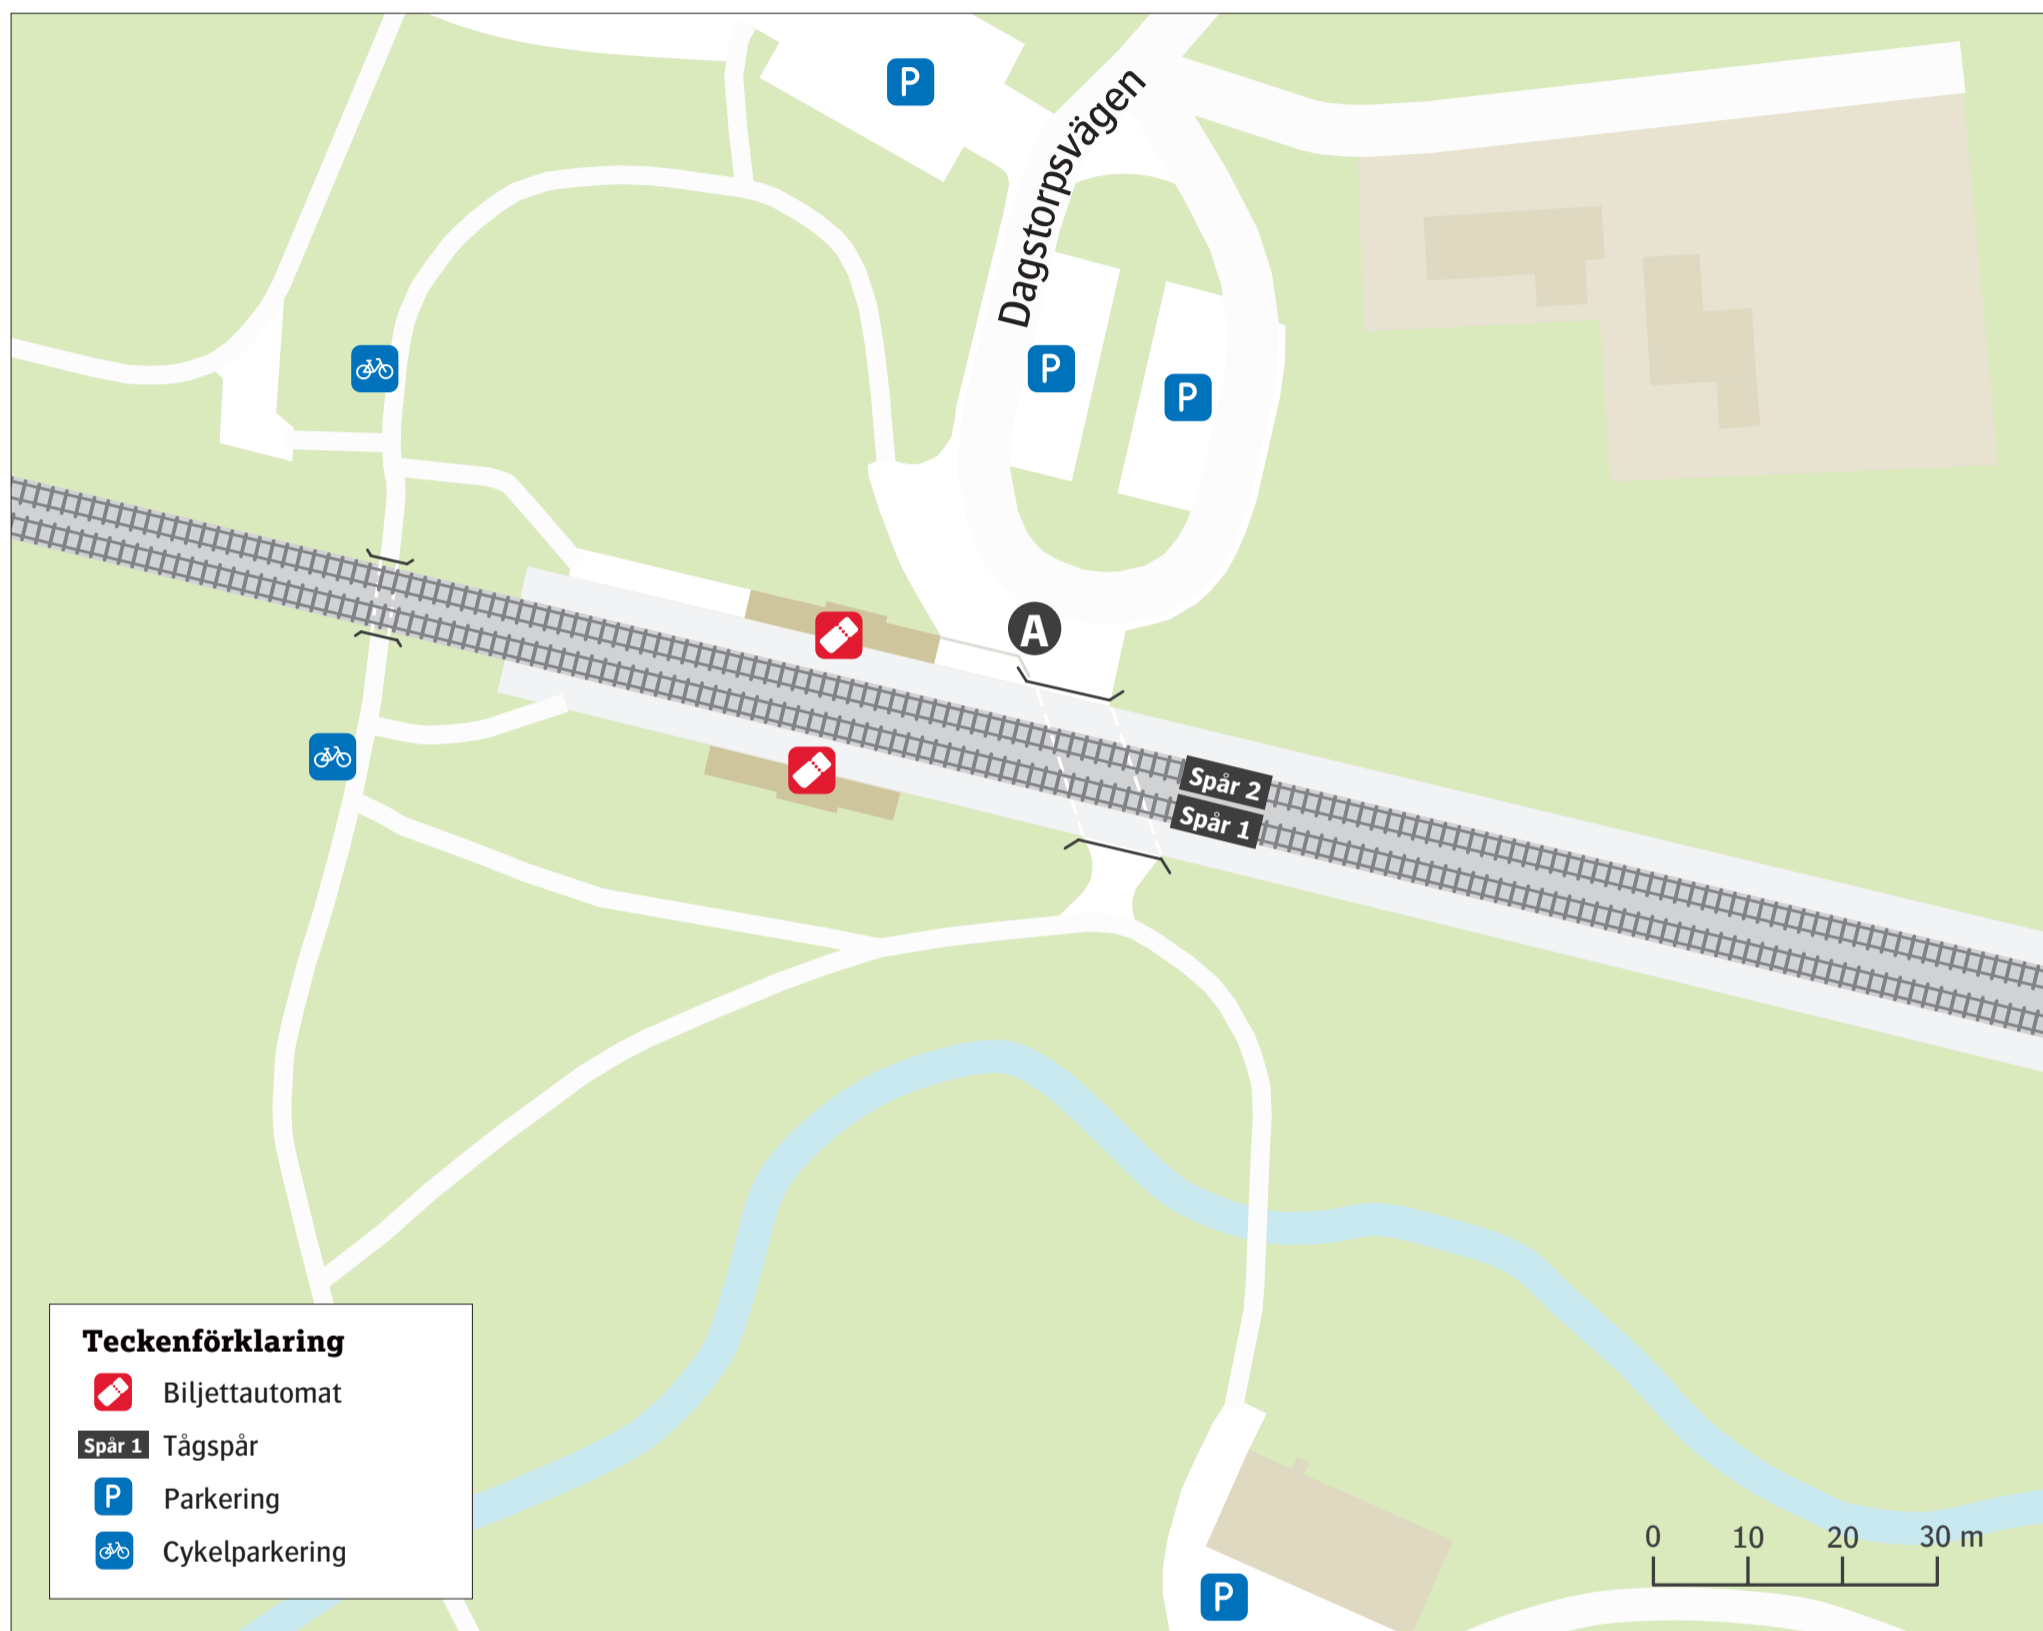 P
Dagstorpsvägen
P
P
A
Spår 2
Spår 1
Teckenförklaring
Biljettautomat
Spår 1 Tågspår
P Parkering
Cykelparkering
P
0 10 20 30 m